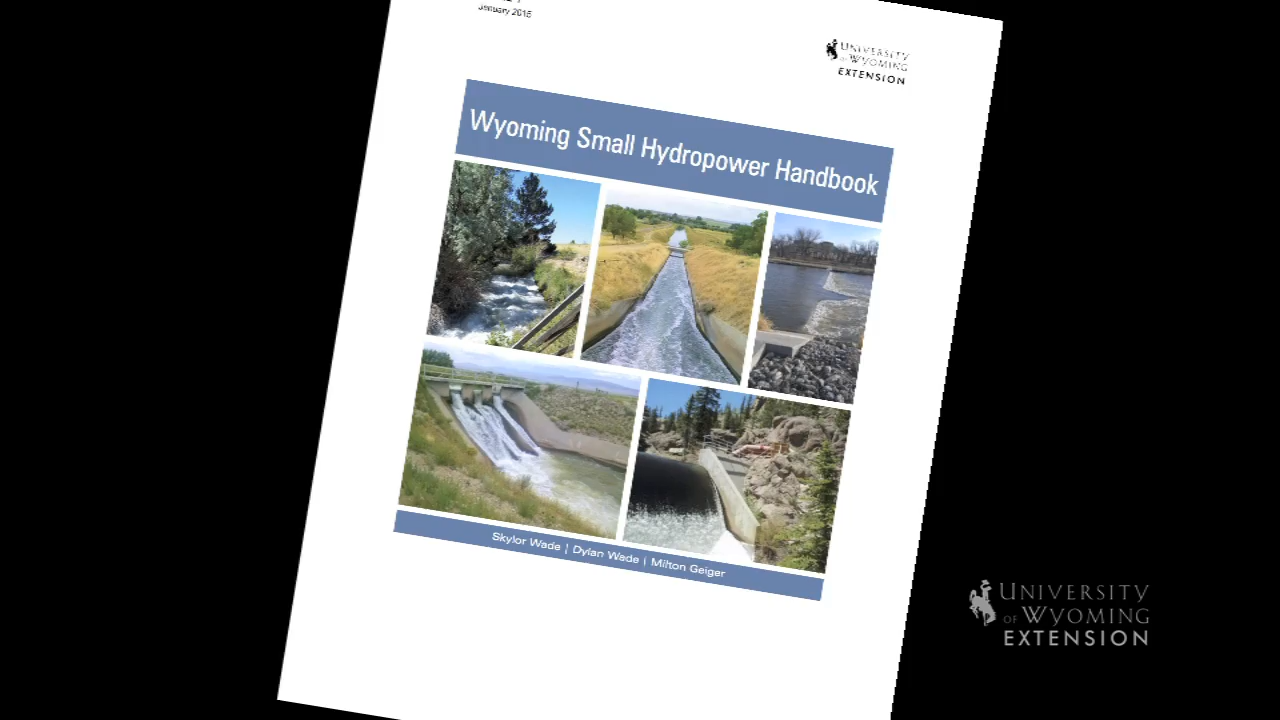 January 2015
UNIVERSITY
OF WYOMING
EXTENSION
Wyoming Small Hydropower Handbook
Skylor Wade | Dylan Wade | Milton Geiger
UNIVERSITY
OF WYOMING
EXTENSION